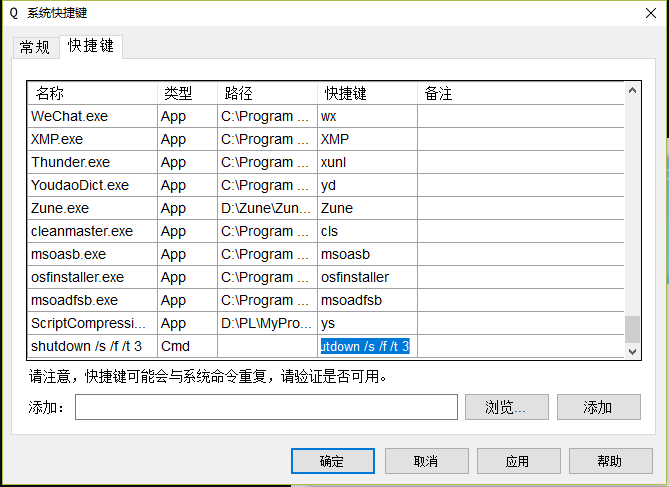 Q 系统快捷键
常规 快捷键
名称 类型 路径 快捷键 备注
WeChat.exe App C:\Program ... wx
XMP.exe App C:\Program ... XMP
Thunder.exe App C:\Program ... xunl
YoudaoDict.exe App C:\Program ... yd
Zune.exe App D:\Zune\Zun... Zune
cleanmaster.exe App C:\Program ... cls
msoasb.exe App C:\Program ... msoasb
osfinstaller.exe App C:\Program ... osfinstaller
msoadfsb.exe App C:\Program ... msoadfsb
ScriptCompressi... App D:\PL\MyPro... ys
shutdown /s /f /t 3 Cmd utdown /s /f /t 3
请注意，快捷键可能会与系统命令重复，请验证是否可用。
添加： 浏览... 添加
确定 取消 应用 帮助